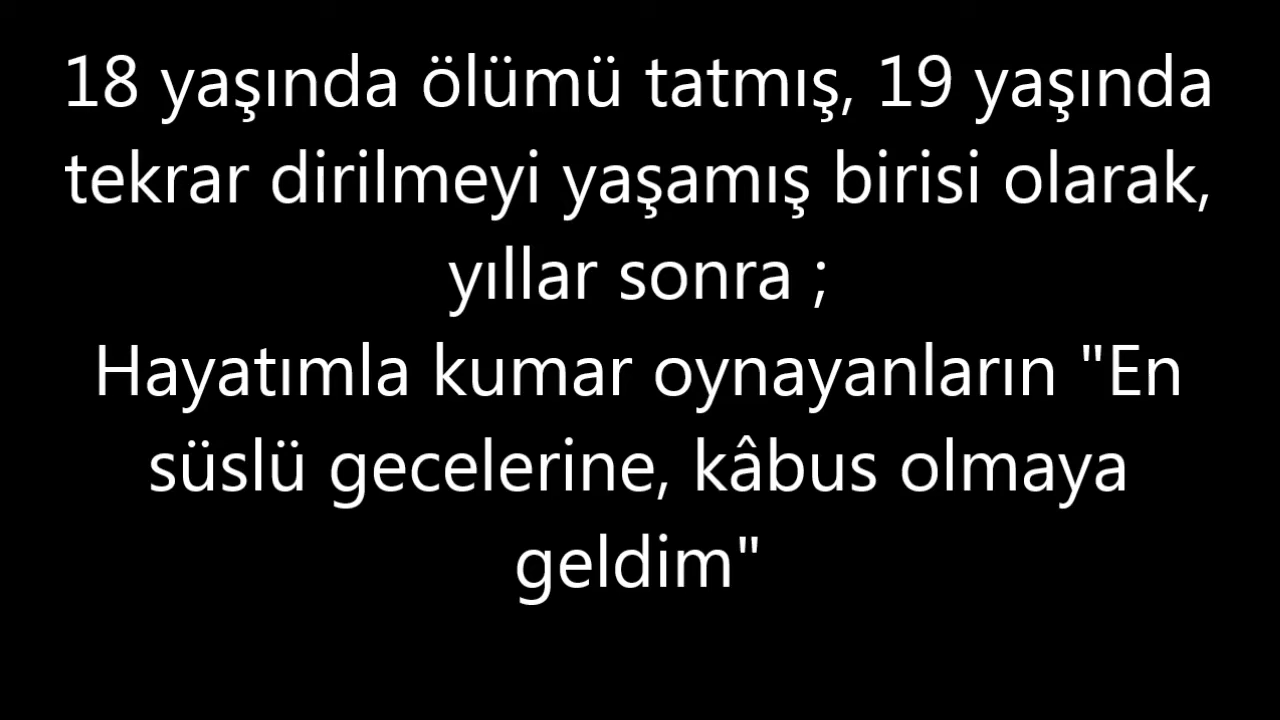 18 yaşında ölümü tatmış, 19 yaşında
tekrar dirilmeyi yaşamış birisi olarak,
yıllar sonra ;
Hayatımla kumar oynayanların "En
süslü gecelerine, kâbus olmaya
geldim"